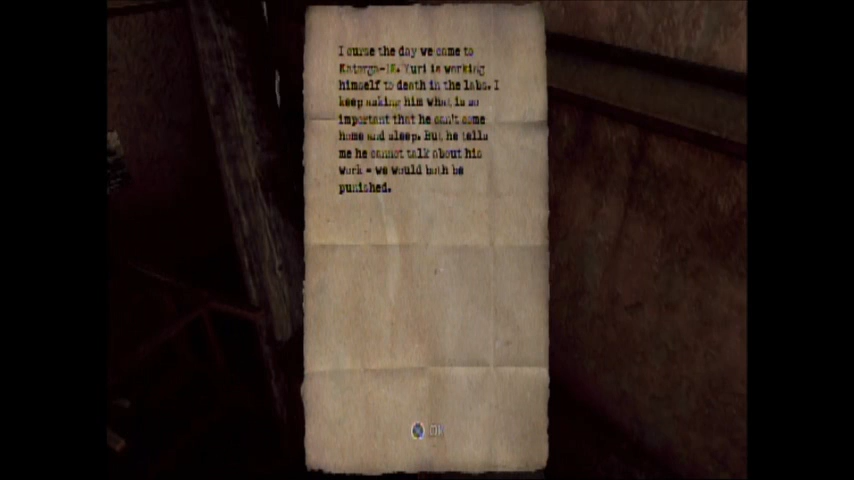 I curse the day we came to
Katorga-12. Yuri is working
himself to death in the labs. I
keep asking him what is so
important that he can't come
home and sleep. But he tells
me he cannot talk about his
work - we would both be
punished.
OK